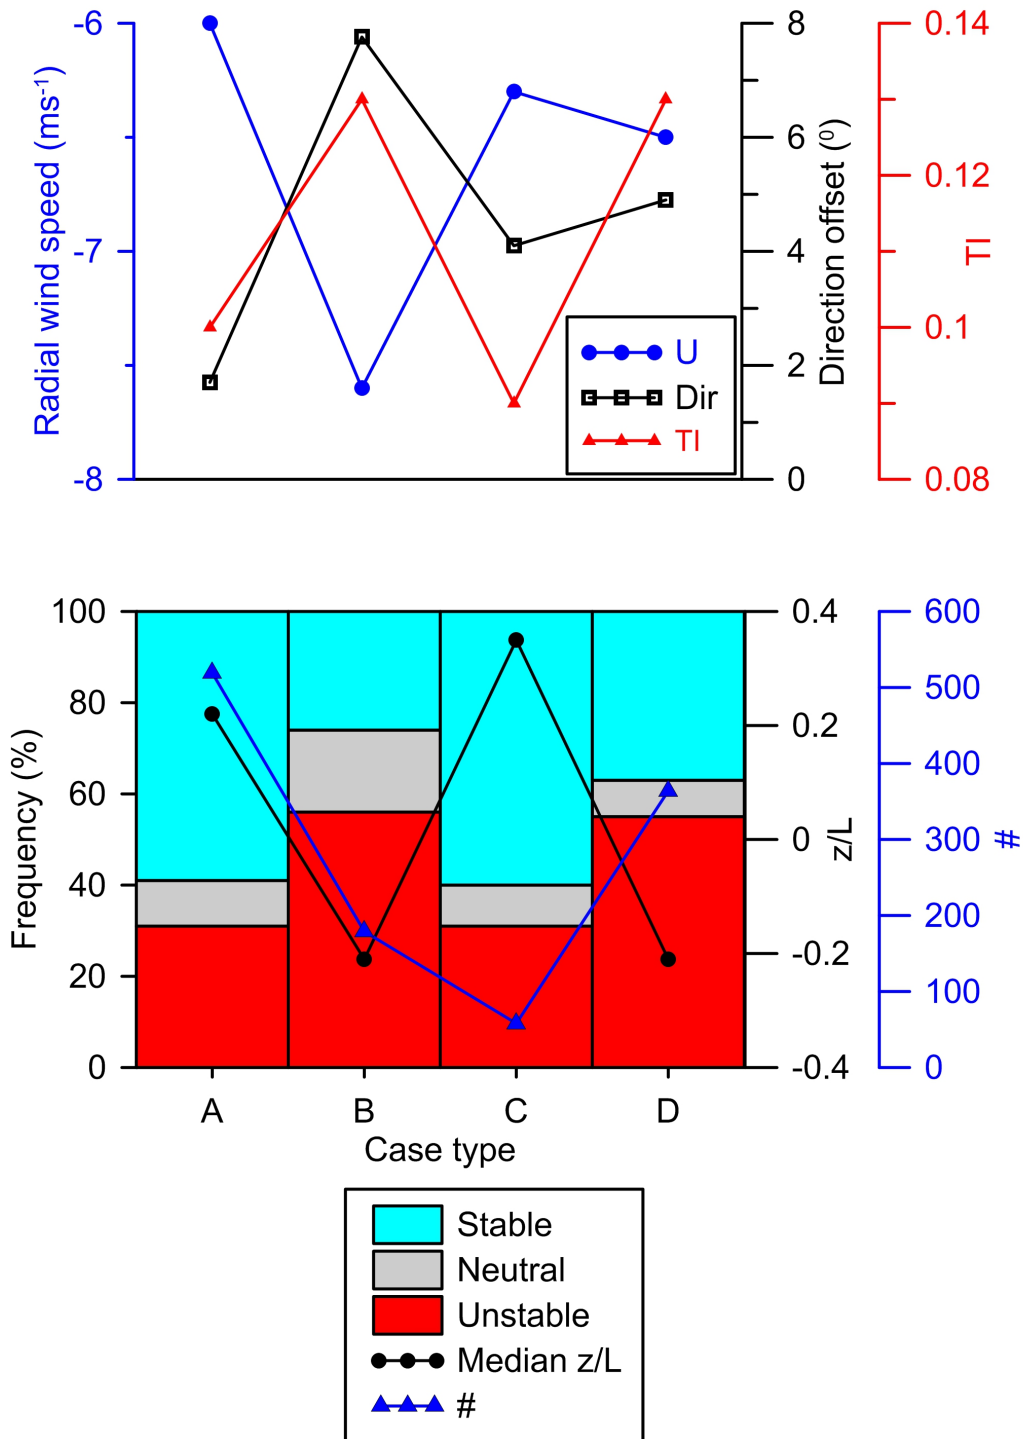 Radial wind speed (ms⁻¹)
-6
-7
-8
8
6
4
2
0
Direction offset (⁰)
0.14
0.12
0.1
0.08
TI
U
Dir
TI
Frequency (%)
100
80
60
40
20
0
0.4
0.2
0
-0.2
-0.4
z/L
600
500
400
300
200
100
0
#
A B C D
Case type
Stable
Neutral
Unstable
Median z/L
#